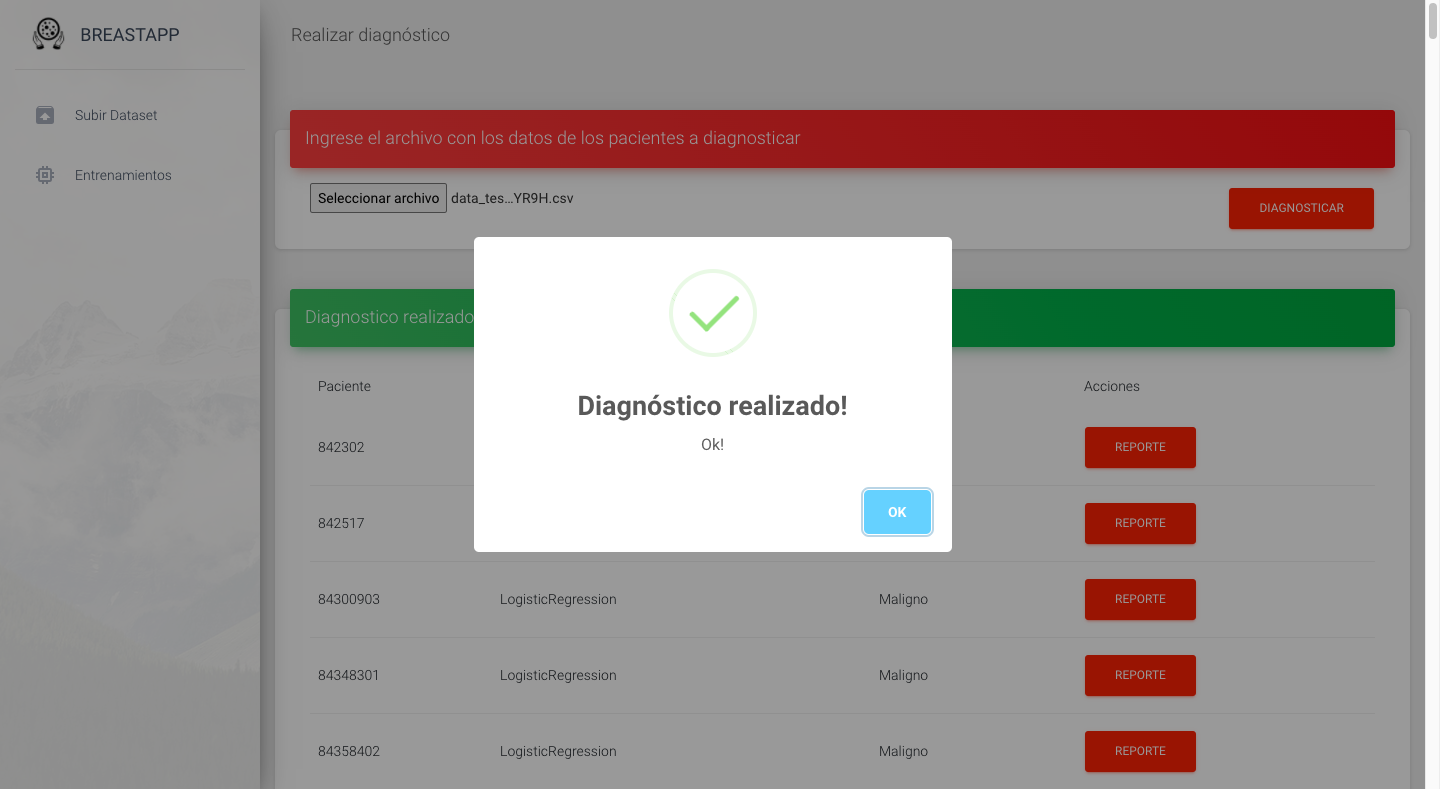 BREASTAPP
Realizar diagnóstico
Subir Dataset
Entrenamientos
Ingrese el archivo con los datos de los pacientes a diagnosticar
Seleccionar archivo data_tes…YR9H.csv
DIAGNOSTICAR
Diagnostico realizado
Diagnóstico realizado!
Ok!
OK
Paciente Acciones
842302 REPORTE
842517 REPORTE
84300903 LogisticRegression Maligno REPORTE
84348301 LogisticRegression Maligno REPORTE
84358402 LogisticRegression Maligno REPORTE